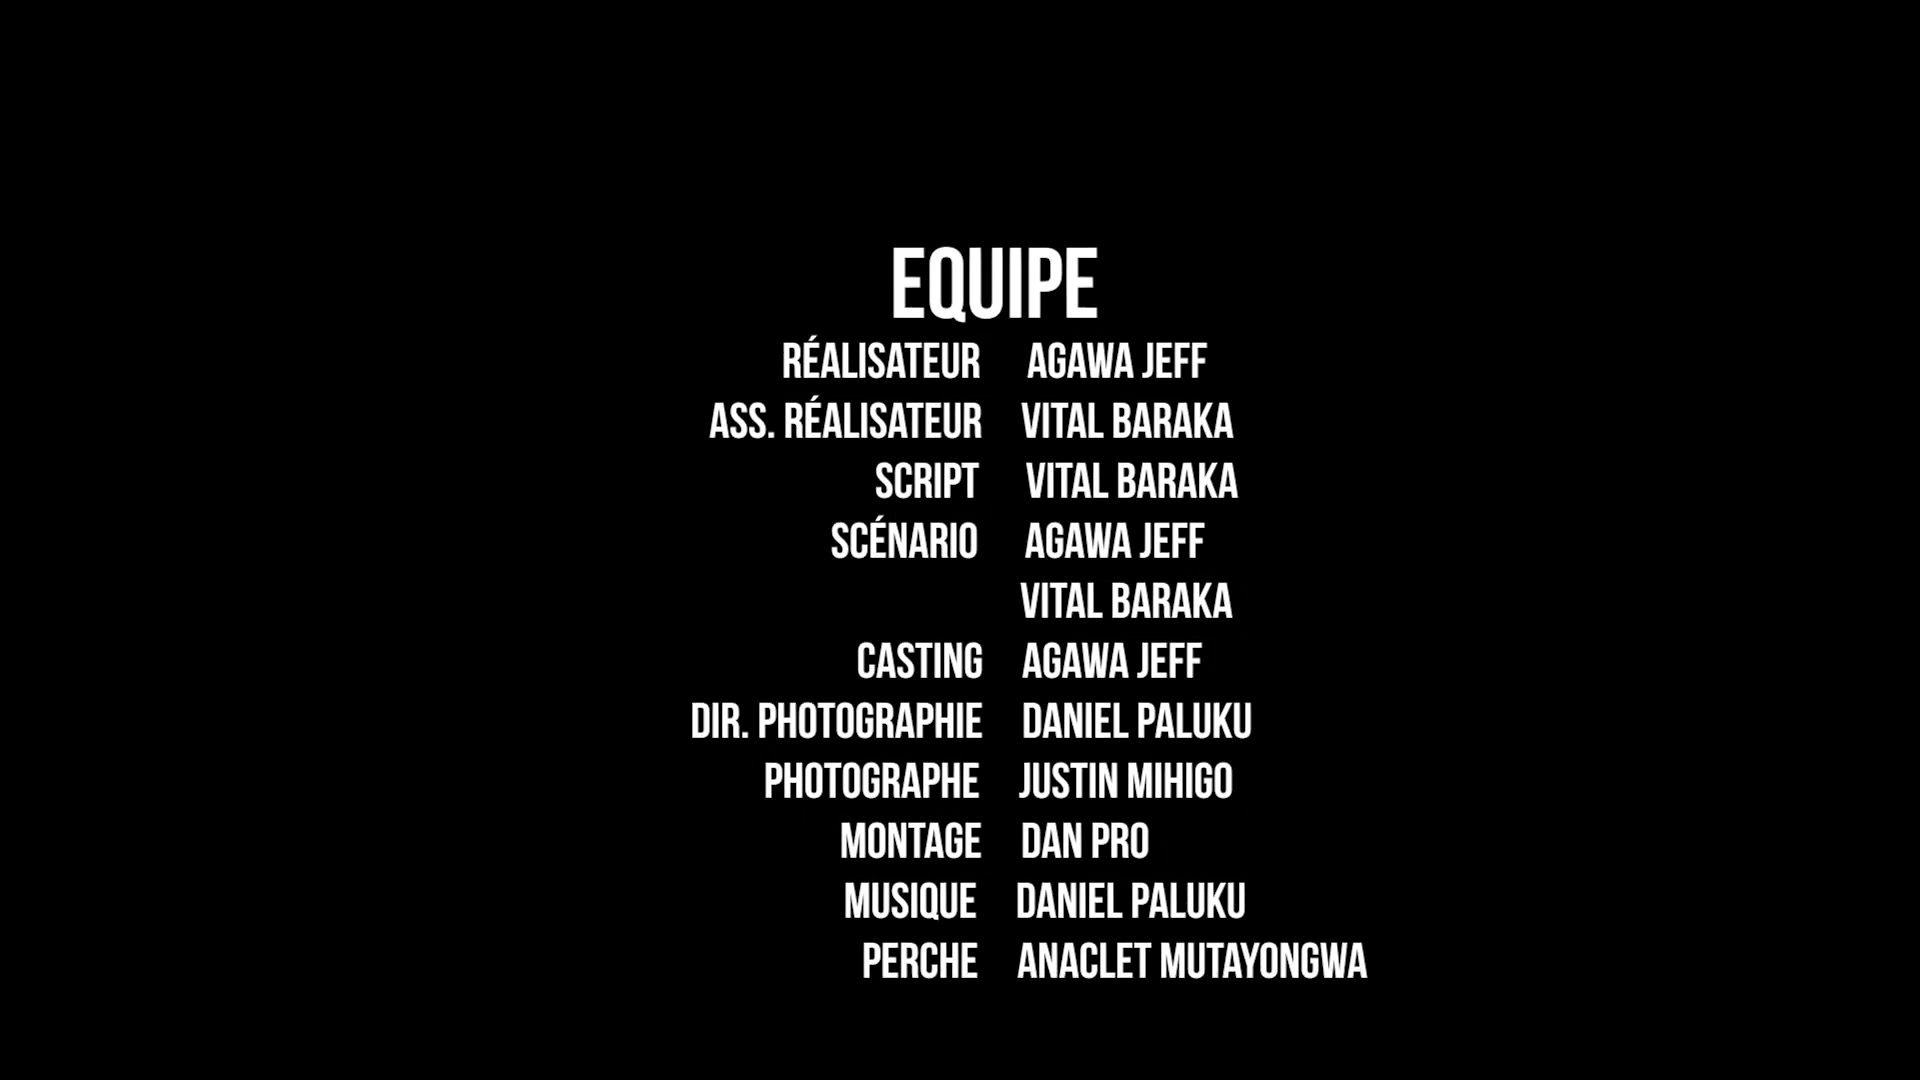 EQUIPE
RÉALISATEUR AGAWA JEFF
ASS. RÉALISATEUR VITAL BARAKA
SCRIPT VITAL BARAKA
SCÉNARIO AGAWA JEFF
VITAL BARAKA
CASTING AGAWA JEFF
DIR. PHOTOGRAPHIE DANIEL PALUKU
PHOTOGRAPHE JUSTIN MIHIGO
MONTAGE DAN PRO
MUSIQUE DANIEL PALUKU
PERCHE ANACLET MUTAYONGWA